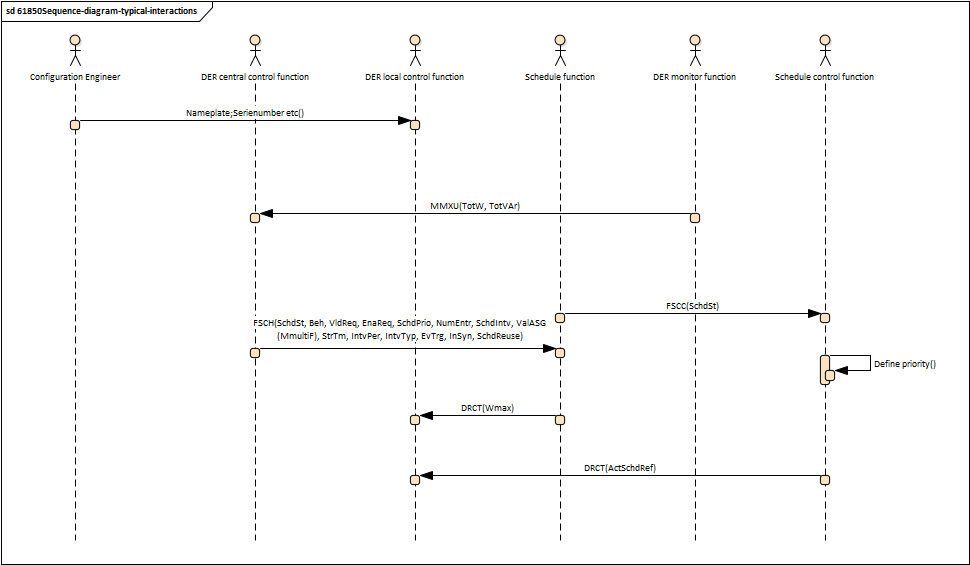 sd 61850Sequence-diagram-typical-interactions
Configuration Engineer
DER central control function
DER local control function
Schedule function
DER monitor function
Schedule control function
Nameplate;Serienumber etc()
MMXU(TotW, TotVAr)
FSCC(SchdSt)
FSCH(SchdSt, Beh, VldReq, EnaReq, SchdPrio, NumEntr, SchdIntv, ValASG
(MmultiF), StrTm, IntvPer, IntvTyp, EvTrg, InSyn, SchdReuse)
Define priority()
DRCT(Wmax)
DRCT(ActSchdRef)